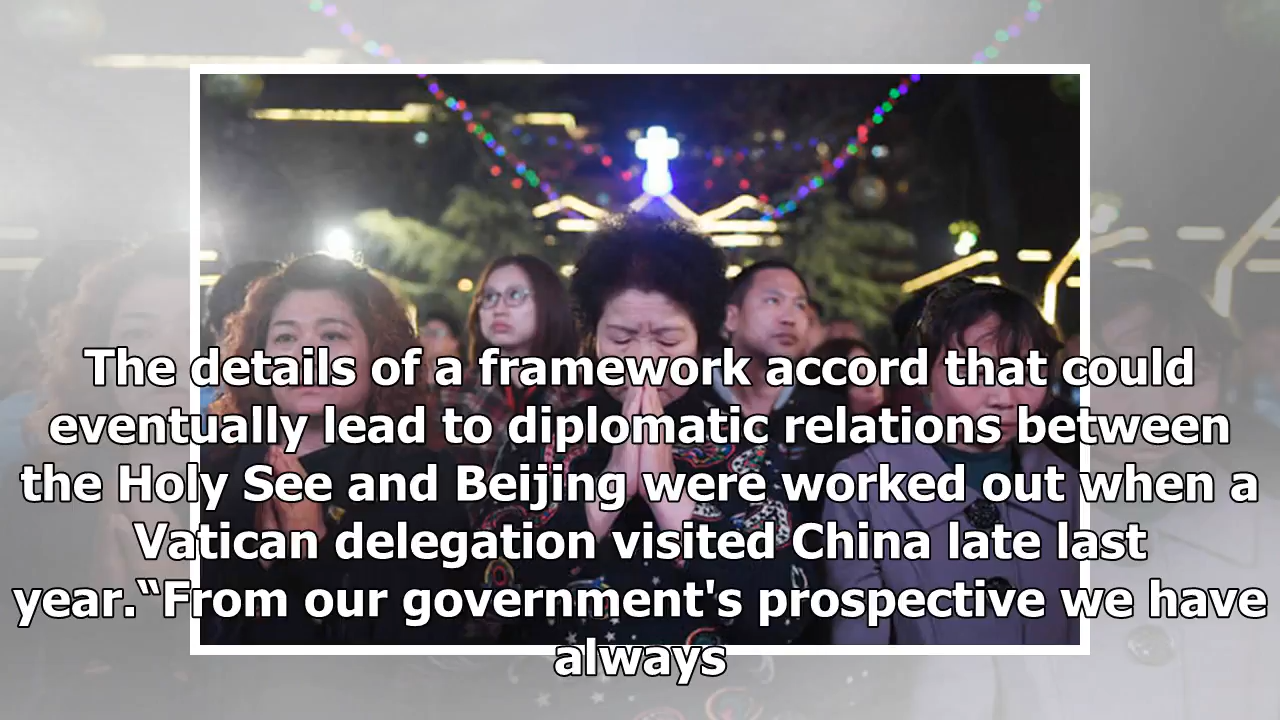 The details of a framework accord that could
eventually lead to diplomatic relations between
the Holy See and Beijing were worked out when a
Vatican delegation visited China late last
year.“From our government's prospective we have
always